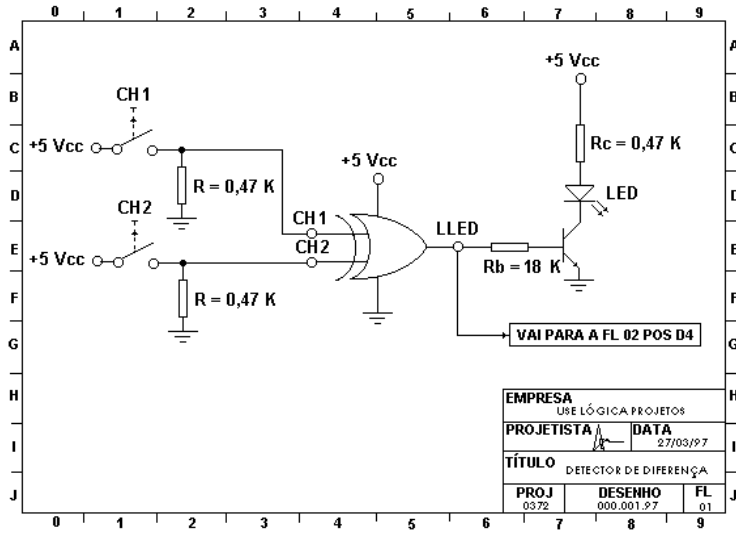 0 1 2 3 4 5 6 7 8 9
A A
+5 Vcc
B B
CH1
C +5 Vcc Rc = 0,47 K C
+5 Vcc
D R = 0,47 K LED D
CH2
CH1 LLED
E CH2 E
+5 Vcc
Rb = 18 K
F R = 0,47 K F
G VAI PARA A FL 02 POS D4 G
H H
EMPRESA
USE LÓGICA PROJETOS
PROJETISTA DATA
I 27/03/97 I
TÍTULO
DETECTOR DE DIFERENÇA
J PROJ DESENHO FL J
0372 000.001.97 01
0 1 2 3 4 5 6 7 8 9